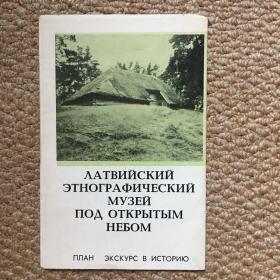 ЛАТВИЙСКИЙ
ЭТНОГРАФИЧЕСКИЙ
МУЗЕЙ
ПОД ОТКРЫТЫМ
НЕБОМ
ПЛАН ЭКСКУРС В ИСТОРИЮ